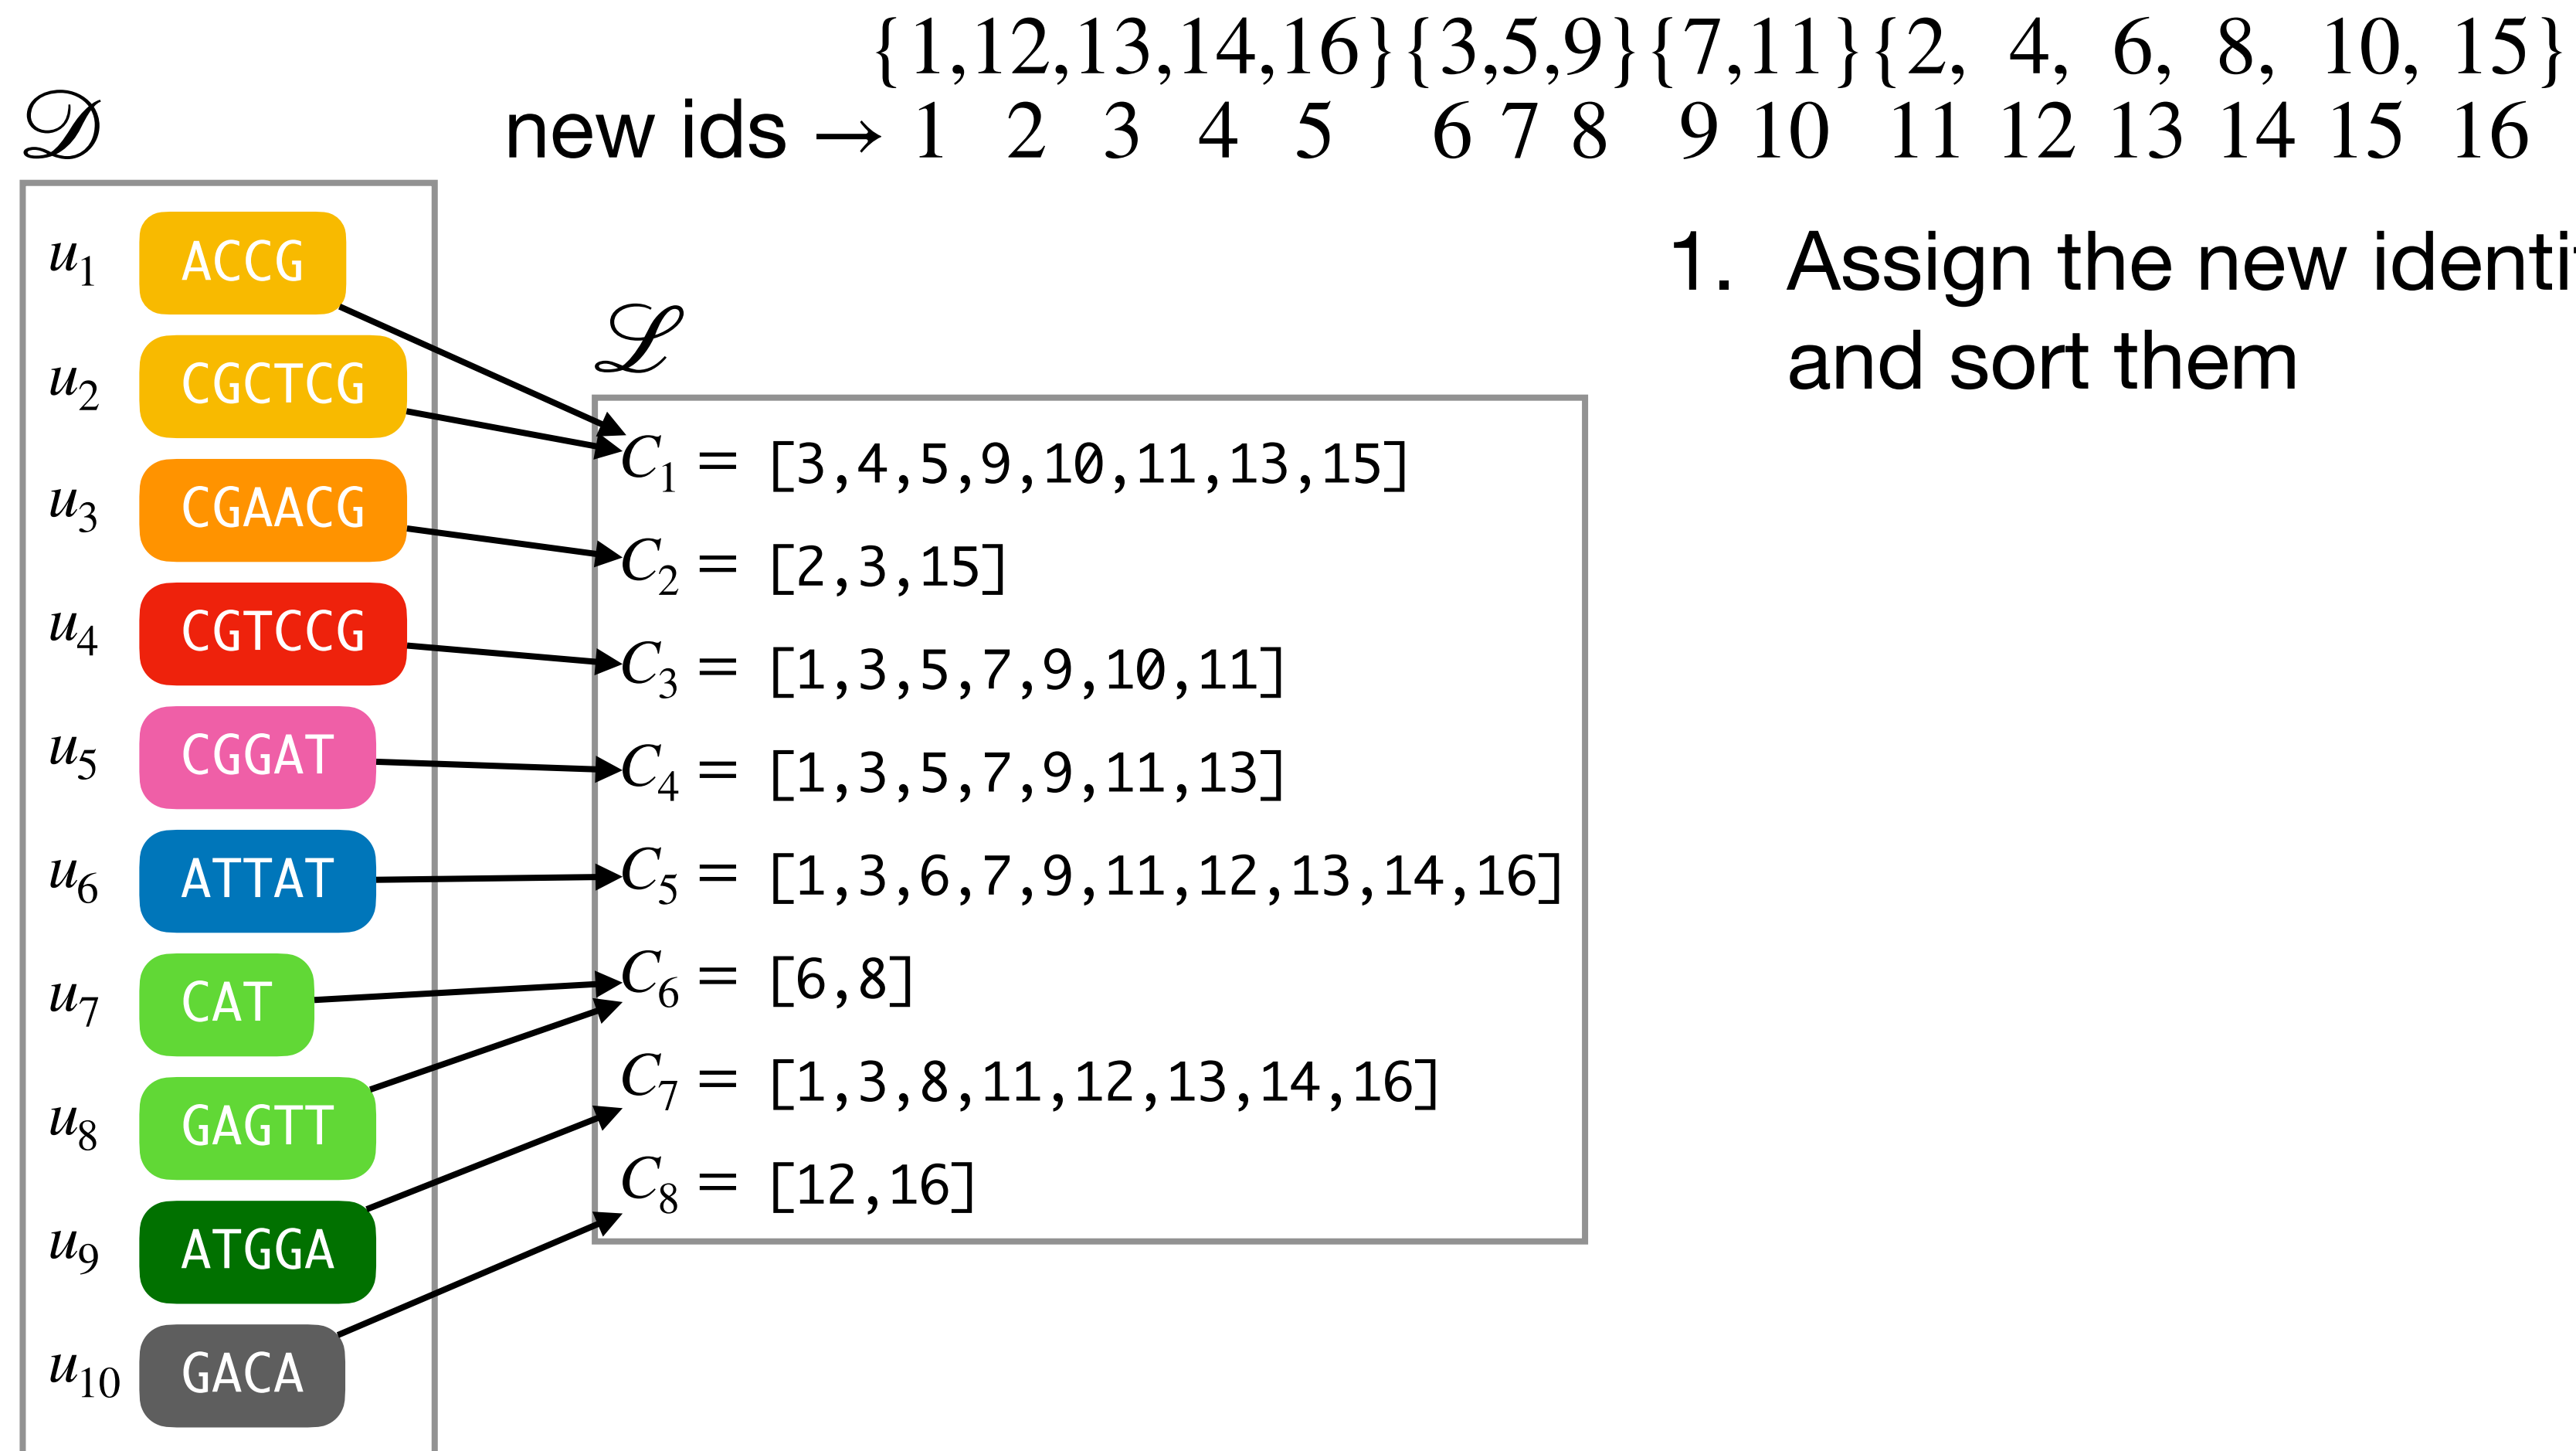 {1,12,13,14,16}{3,5,9}{7,11}{2, 4, 6, 8, 10, 15}
new ids → 1 2 3 4 5 6 7 8 9 10 11 12 13 14 15 16
𝒟
u1 ACCG
u2 CGCTCG
u3 CGAACG
u4 CGTCCG
u5 CGGAT
u6 ATTAT
u7 CAT
u8 GAGTT
u9 ATGGA
u10 GACA
ℒ
C1 = [3,4,5,9,10,11,13,15]
C2 = [2,3,15]
C3 = [1,3,5,7,9,10,11]
C4 = [1,3,5,7,9,11,13]
C5 = [1,3,6,7,9,11,12,13,14,16]
C6 = [6,8]
C7 = [1,3,8,11,12,13,14,16]
C8 = [12,16]
1. Assign the new
and sort them